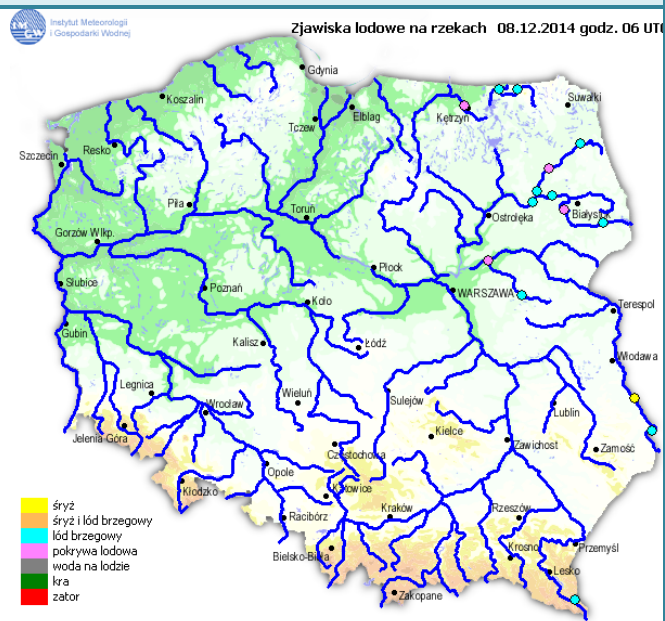 Instytut Meteorologii
i Gospodarki Wodnej
Zjawiska lodowe na rzekach 08.12.2014 godz. 06 UT
Gdynia
Koszalin
Suwałki
Elblag
Kętrzyn
Tczew
Resko
Szczecin
Piła
Toruń
Ostrołęka
Białystok
Gorzów Wlkp.
Płock
Słubice
Poznań
Koło
WARSZAWA
Terespol
Gubin
Kalisz
Łódź
Włodawa
Legnica
Wrocław
Wieluń
Sulejów
Lublin
Jelenia Góra
Kielce
Zawichost
Zamość
Częstochowa
Opole
Kłodzko
Katowice
Racibórz
Kraków
Rzeszów
Bielsko-Biała
Krosno
Przemyśl
Lesko
Zakopane
śryż
śryż i lód brzegowy
lód brzegowy
pokrywa lodowa
woda na lodzie
kra
zator